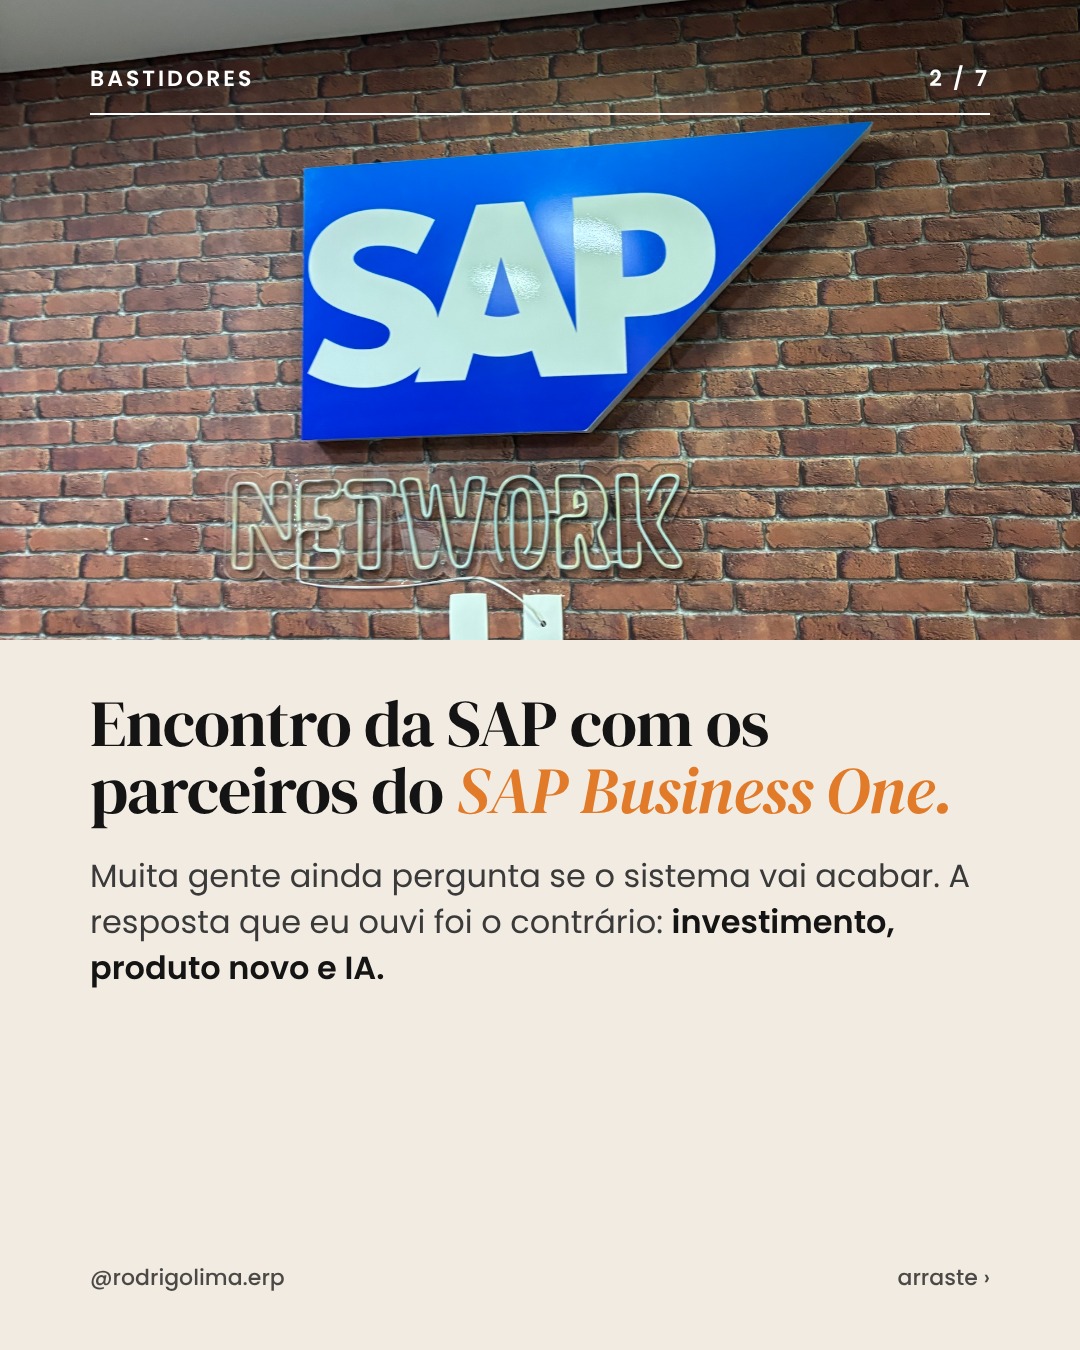 BASTIDORES
2 / 7
SAP
NETWORK
Encontro da SAP com os
parceiros do SAP Business One.
Muita gente ainda pergunta se o sistema vai acabar. A
resposta que eu ouvi foi o contrário: investimento,
produto novo e IA.
@rodrigolima.erp
arraste ›